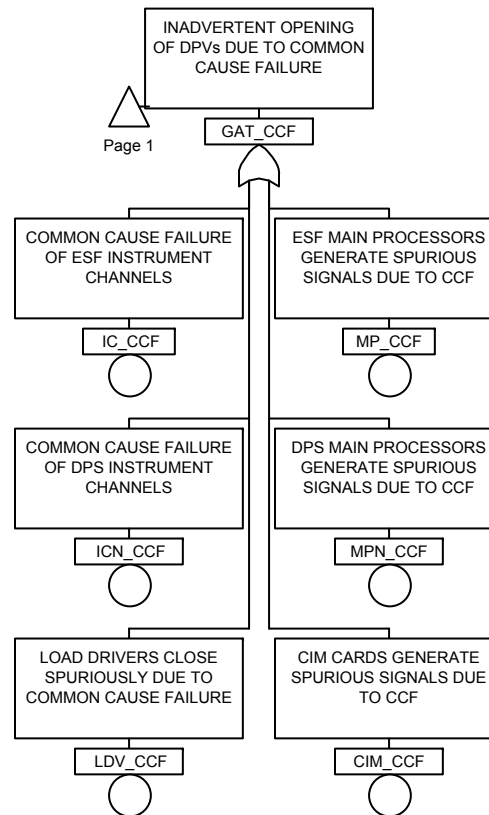 INADVERTENT OPENING
OF DPVs DUE TO COMMON
CAUSE FAILURE
Page 1
GAT_CCF
COMMON CAUSE FAILURE
OF ESF INSTRUMENT
CHANNELS
IC_CCF
ESF MAIN PROCESSORS
GENERATE SPURIOUS
SIGNALS DUE TO CCF
MP_CCF
COMMON CAUSE FAILURE
OF DPS INSTRUMENT
CHANNELS
ICN_CCF
DPS MAIN PROCESSORS
GENERATE SPURIOUS
SIGNALS DUE TO CCF
MPN_CCF
LOAD DRIVERS CLOSE
SPURIOUSLY DUE TO
COMMON CAUSE FAILURE
LDV_CCF
CIM CARDS GENERATE
SPURIOUS SIGNALS DUE
TO CCF
CIM_CCF